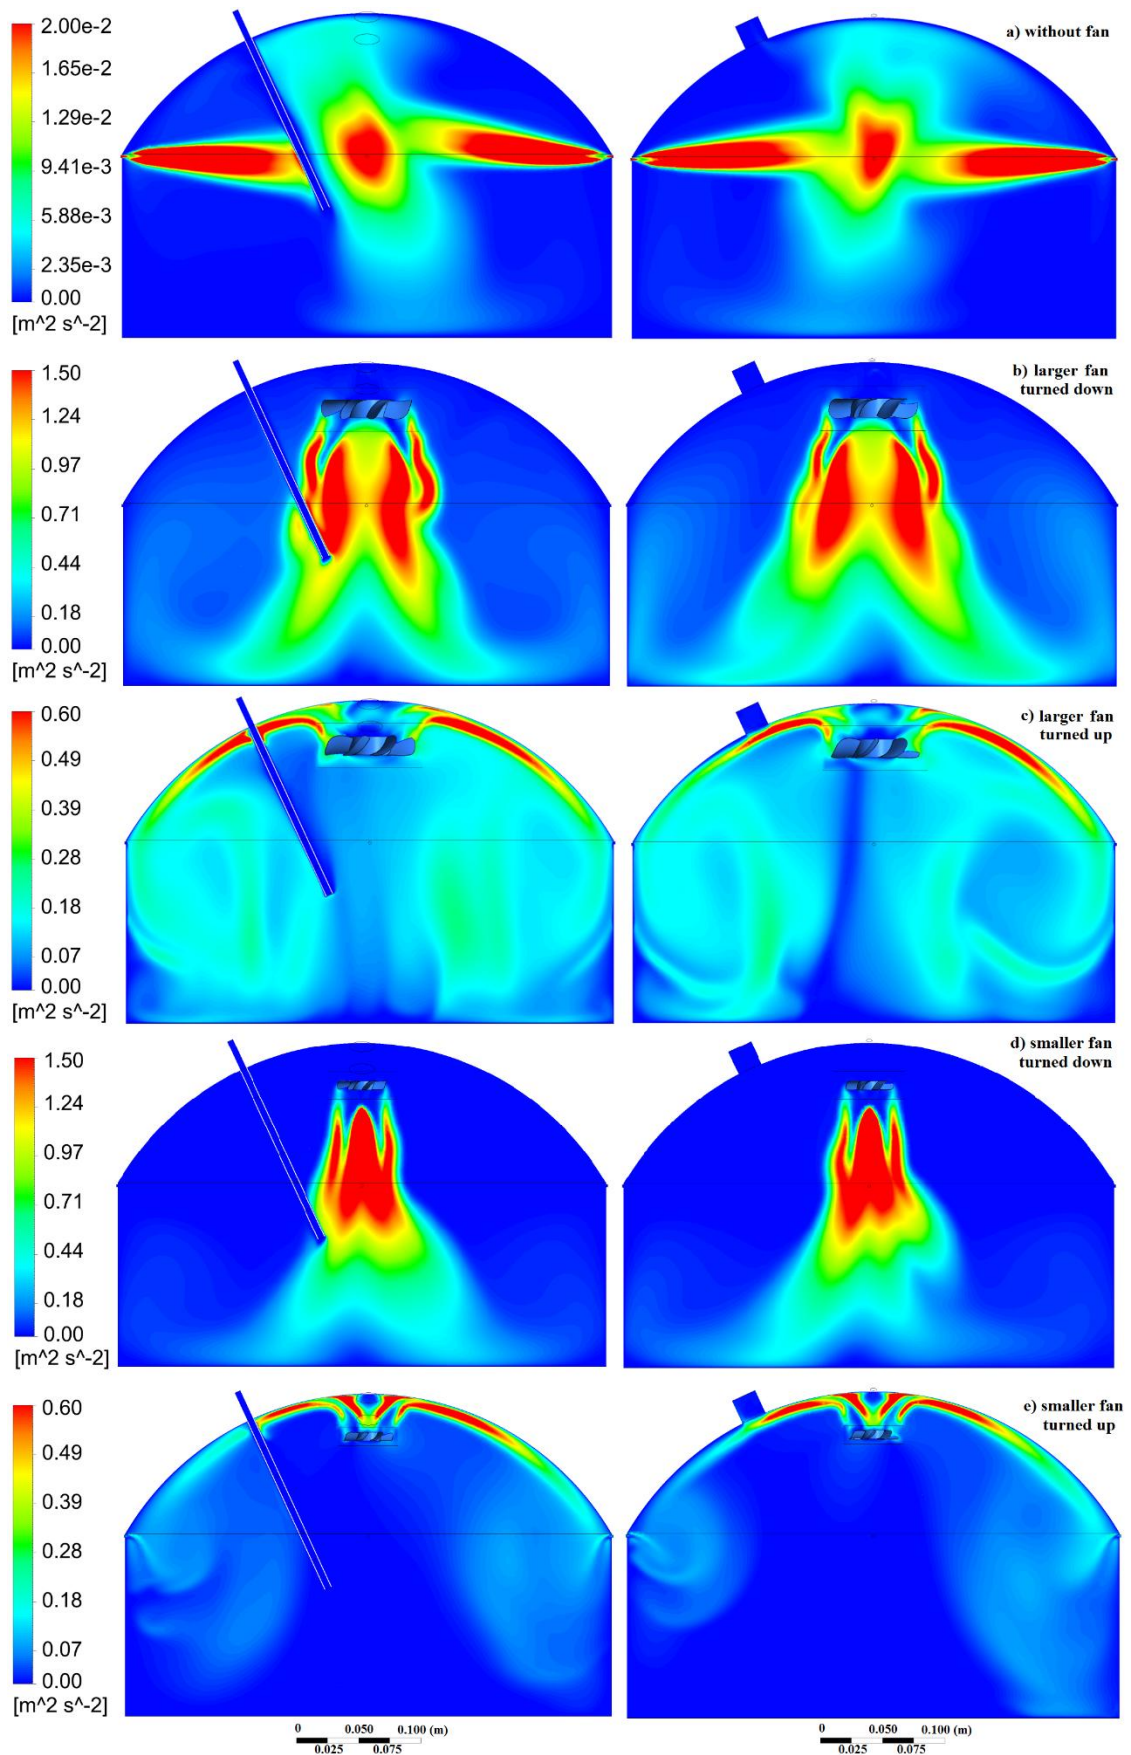 2.00e-2
1.65e-2
1.29e-2
9.41e-3
5.88e-3
2.35e-3
0.00
[m^2 s^-2]
a) without fan
1.50
1.24
0.97
0.71
0.44
0.18
0.00
[m^2 s^-2]
b) larger fan
turned down
0.60
0.49
0.39
0.28
0.18
0.07
0.00
[m^2 s^-2]
c) larger fan
turned up
1.50
1.24
0.97
0.71
0.44
0.18
0.00
[m^2 s^-2]
d) smaller fan
turned down
0.60
0.49
0.39
0.28
0.18
0.07
0.00
[m^2 s^-2]
e) smaller fan
turned up
0 0.050 0.100 (m)
0.025 0.075
0 0.050 0.100 (m)
0.025 0.075